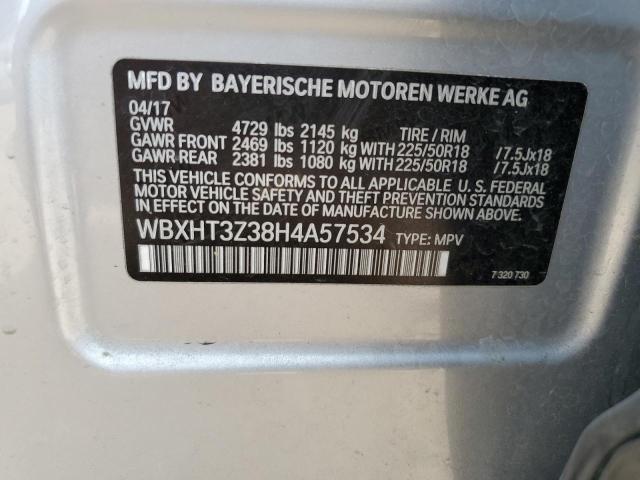 MFD BY BAYERISCHE MOTOREN WERKE AG
04/17
GVWR 4729 lbs 2145 kg TIRE / RIM
GAWR FRONT 2469 lbs 1120 kg WITH 225/50R18 /7.5Jx18
GAWR REAR 2381 lbs 1080 kg WITH 225/50R18 /7.5Jx18
THIS VEHICLE CONFORMS TO ALL APPLICABLE U. S. FEDERAL
MOTOR VEHICLE SAFETY AND THEFT PREVENTION STANDARDS
IN EFFECT ON THE DATE OF MANUFACTURE SHOWN ABOVE.
WBXHT3Z38H4A57534 TYPE: MPV
7 320 730